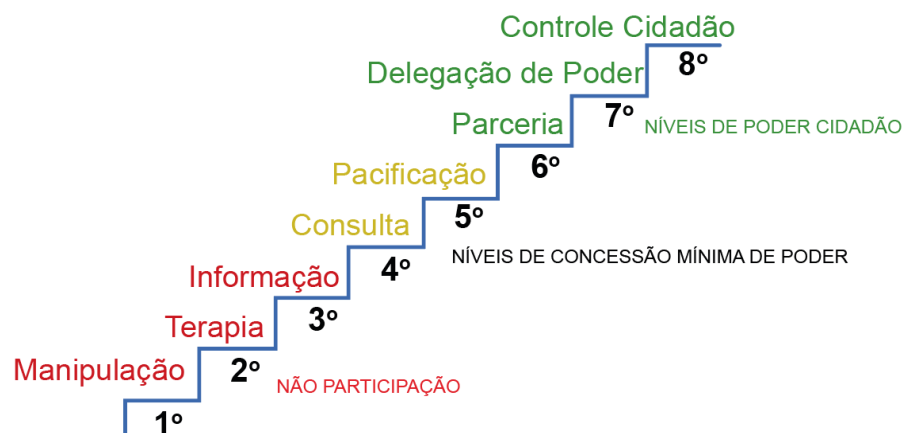 Controle Cidadão
8º
Delegação de Poder
7º
NÍVEIS DE PODER CIDADÃO
Parceria
6º
Pacificação
5º
Consulta
4º
NÍVEIS DE CONCESSÃO MÍNIMA DE PODER
Informação
3º
Terapia
2º
NÃO PARTICIPAÇÃO
Manipulação
1º